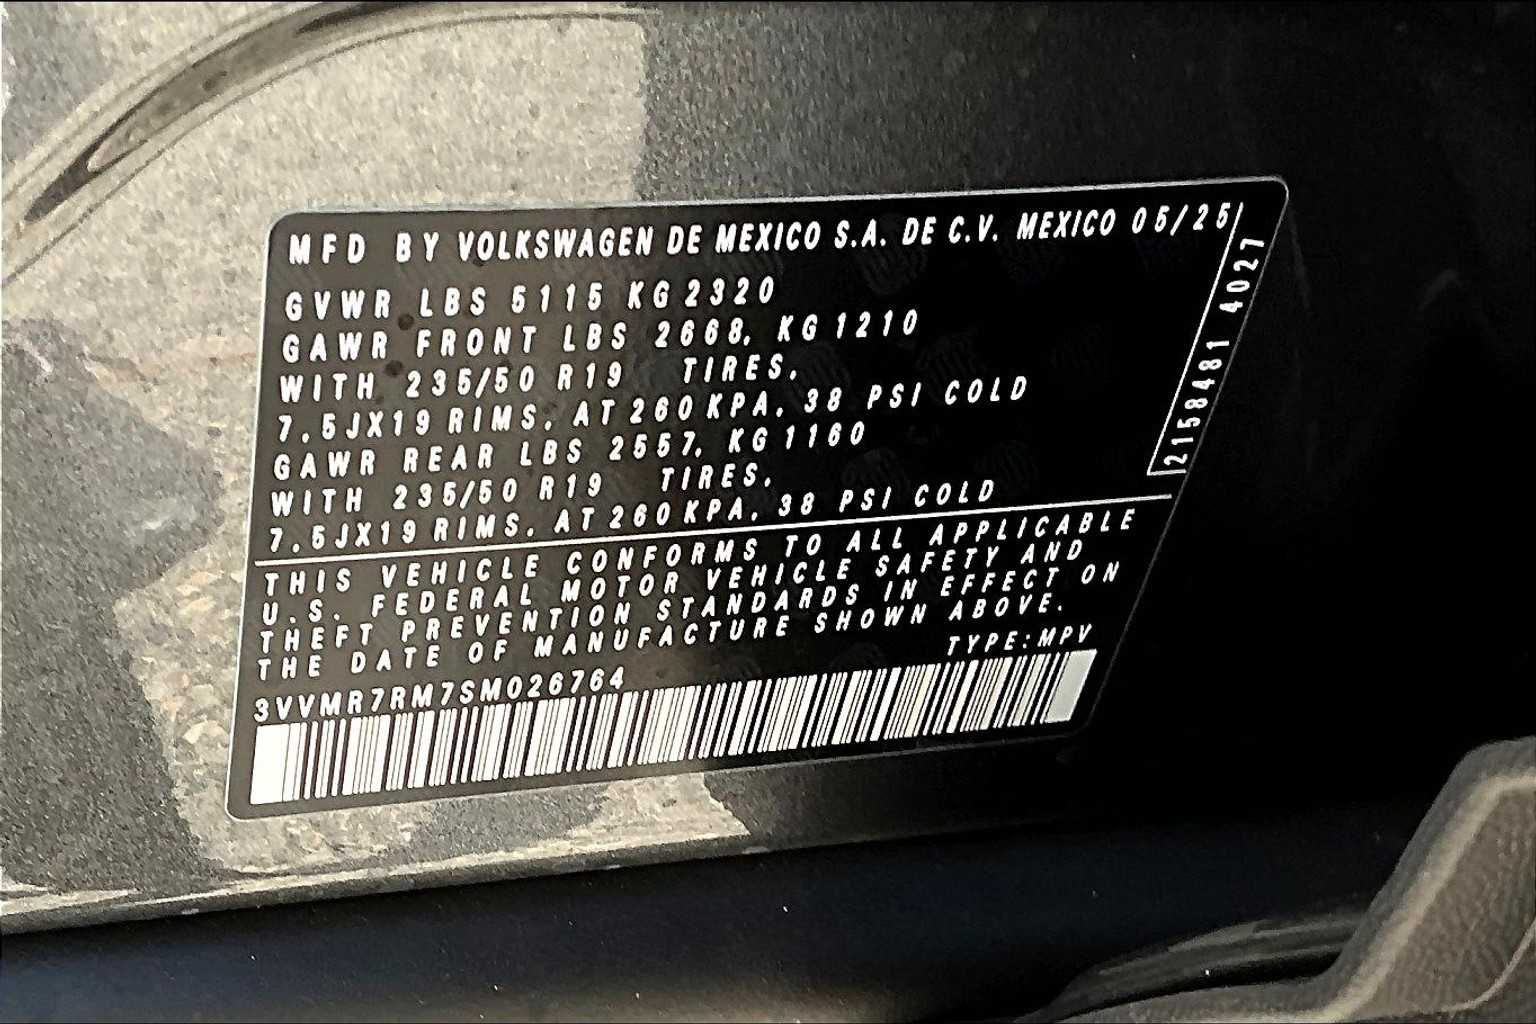 MFD BY VOLKSWAGEN DE MEXICO S.A. DE C.V. MEXICO 05/25
GVWR LBS 5115 KG 2320
GAWR FRONT LBS 2668, KG 1210
WITH 235/50 R19 TIRES,
7.5JX19 RIMS, AT 260 KPA, 38 PSI COLD
GAWR REAR LBS 2557, KG 1160
WITH 235/50 R19 TIRES,
7.5JX19 RIMS, AT 260 KPA, 38 PSI COLD
2158481 4027
THIS VEHICLE CONFORMS TO ALL APPLICABLE
U.S. FEDERAL MOTOR VEHICLE SAFETY AND
THEFT PREVENTION STANDARDS IN EFFECT ON
THE DATE OF MANUFACTURE SHOWN ABOVE.
TYPE: MPV
3VVMR7RM7SM026764